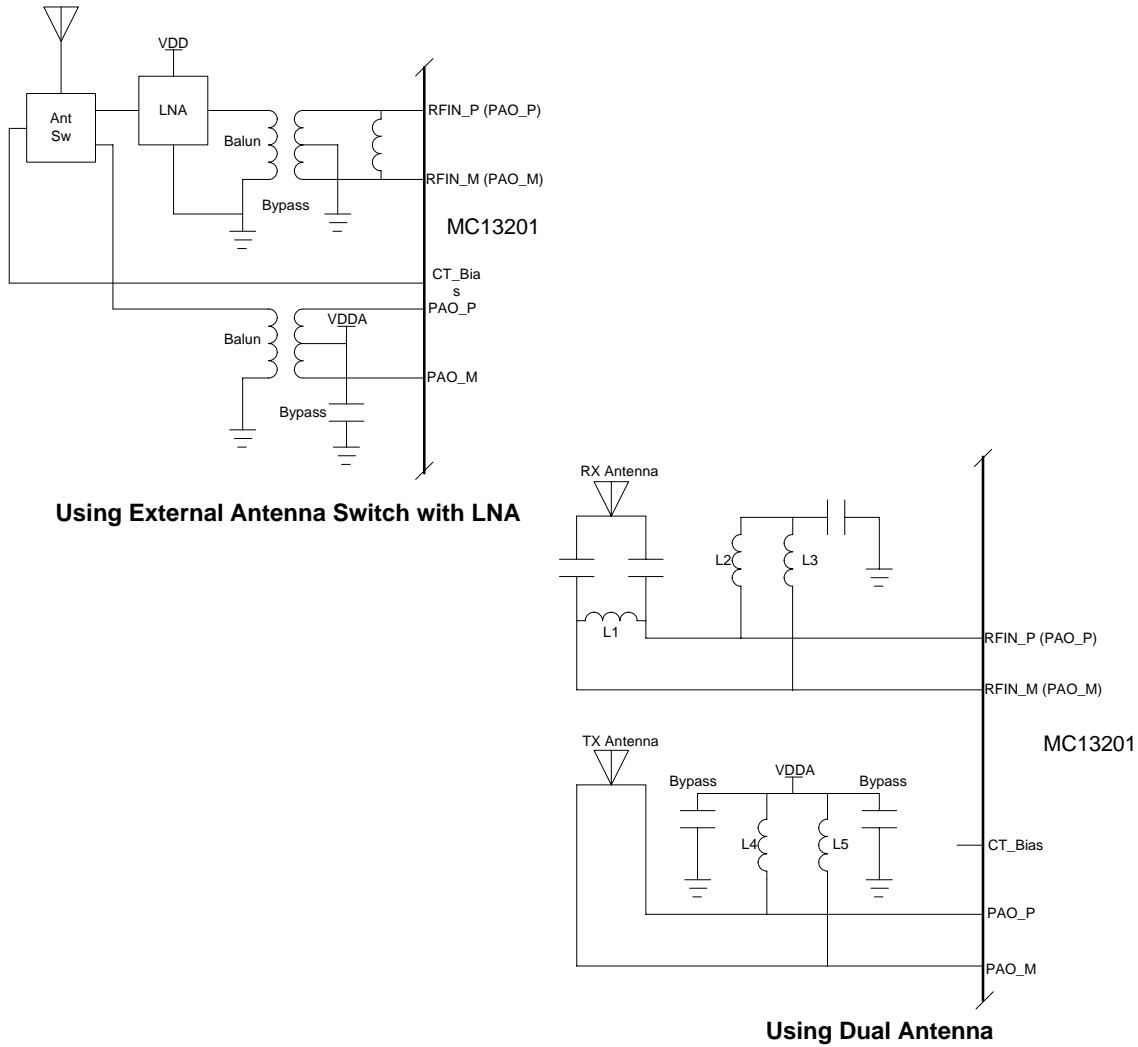 VDD
LNA
Ant
Sw
RFIN_P (PAO_P)
Balun
RFIN_M (PAO_M)
Bypass
MC13201
CT_Bia
s
PAO_P
VDDA
Balun
PAO_M
Bypass
Using External Antenna Switch with LNA
RX Antenna
L2
L3
L1
RFIN_P (PAO_P)
RFIN_M (PAO_M)
MC13201
TX Antenna
Bypass
VDDA
Bypass
L4
L5
CT_Bias
PAO_P
PAO_M
Using Dual Antenna